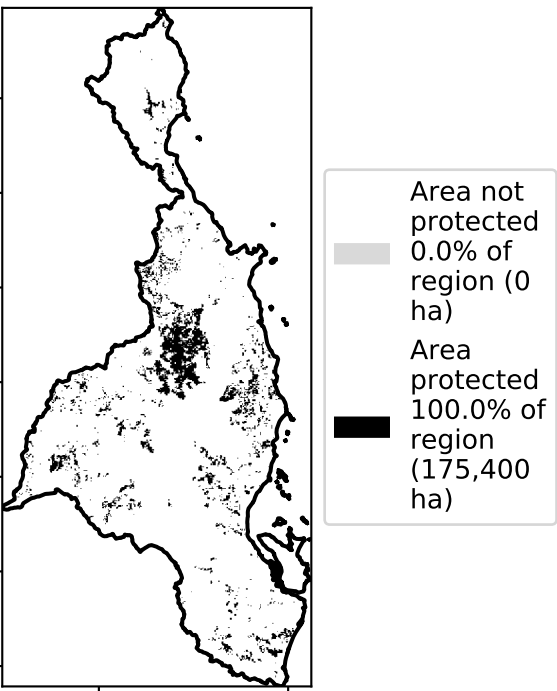 Area not
protected
0.0% of
region (0
ha)
Area
protected
100.0% of
region
(175,400
ha)